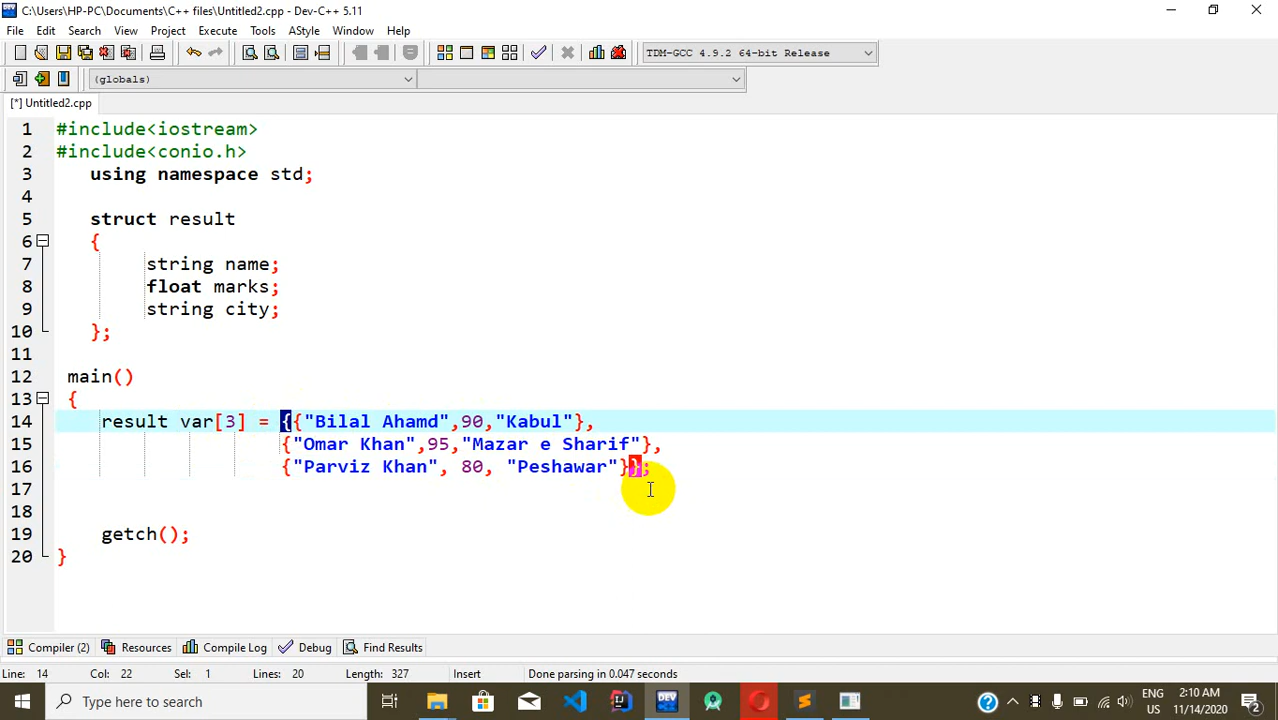 C:\Users\HP-PC\Documents\C++ files\Untitled2.cpp - Dev-C++ 5.11
File Edit Search View Project Execute Tools AStyle Window Help
TDM-GCC 4.9.2 64-bit Release
(globals)
[*] Untitled2.cpp
1 #include<iostream>
2 #include<conio.h>
3 using namespace std;
4
5 struct result
6 {
7 string name;
8 float marks;
9 string city;
10 };
11
12 main()
13 {
14 result var[3] = {{"Bilal Ahamd",90,"Kabul"},
15 {"Omar Khan",95,"Mazar e Sharif"},
16 {"Parviz Khan", 80, "Peshawar"}};
17
18
19 getch();
20 }
Compiler (2) Resources Compile Log Debug Find Results
Line: 14 Col: 22 Sel: 1 Lines: 20 Length: 327 Insert Done parsing in 0.047 seconds
Type here to search
ENG
US
2:10 AM
11/14/2020
2